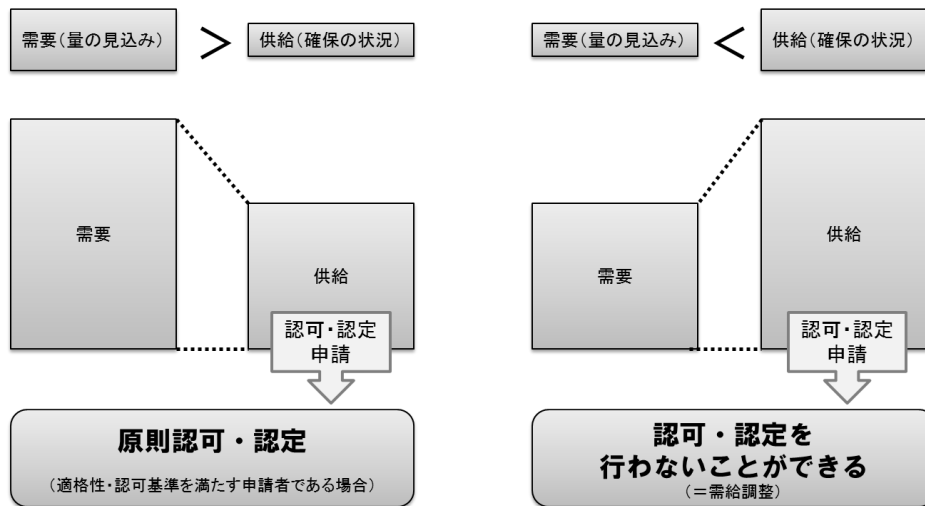 需要(量の見込み)
>
供給(確保の状況)
需要
供給
認可・認定
申請
原則認可・認定
(適格性・認可基準を満たす申請者である場合)
需要(量の見込み)
<
供給(確保の状況)
需要
供給
認可・認定
申請
認可・認定を
行わないことができる
(=需給調整)